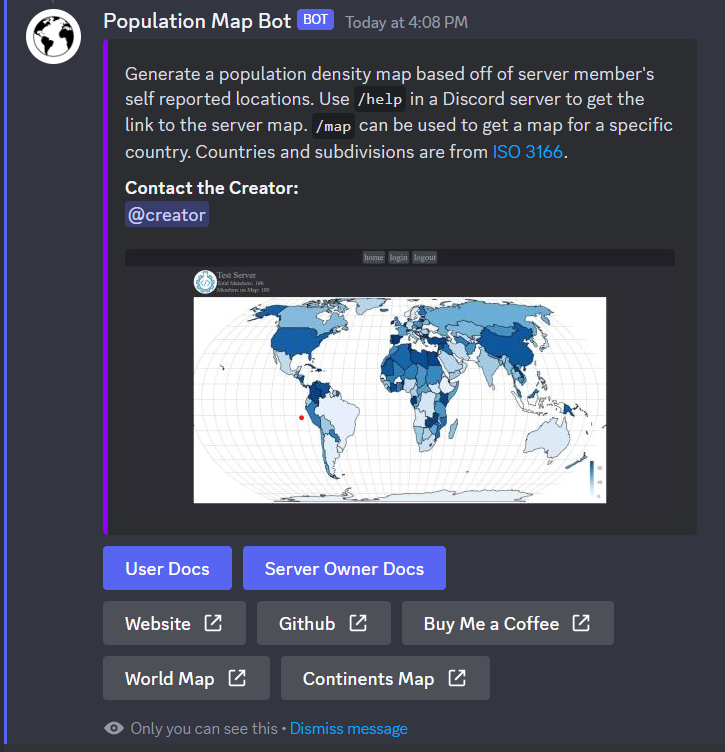 Population Map Bot BOT Today at 4:08 PM
Generate a population density map based off of server member's
self reported locations. Use /help in a Discord server to get the
link to the server map. /map can be used to get a map for a specific
country. Countries and subdivisions are from ISO 3166.
Contact the Creator:
@creator
home login logout
Test Server
Total Members: 100
Members on Map: 100
User Docs Server Owner Docs
Website Github Buy Me a Coffee
World Map Continents Map
Only you can see this • Dismiss message